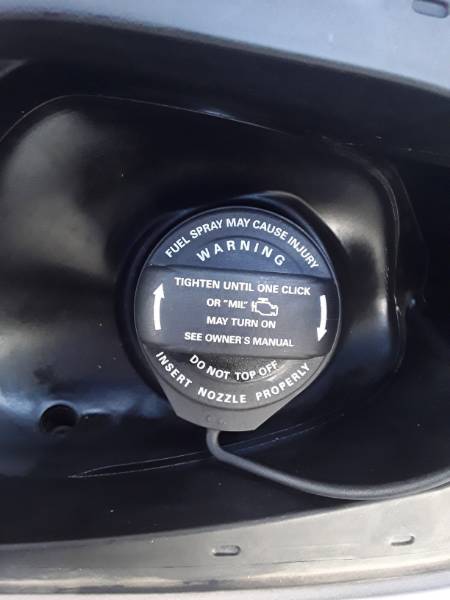 FUEL SPRAY MAY CAUSE INJURY
WARNING
TIGHTEN UNTIL ONE CLICK
OR "MIL"
MAY TURN ON
SEE OWNER'S MANUAL
DO NOT TOP OFF
INSERT NOZZLE PROPERLY